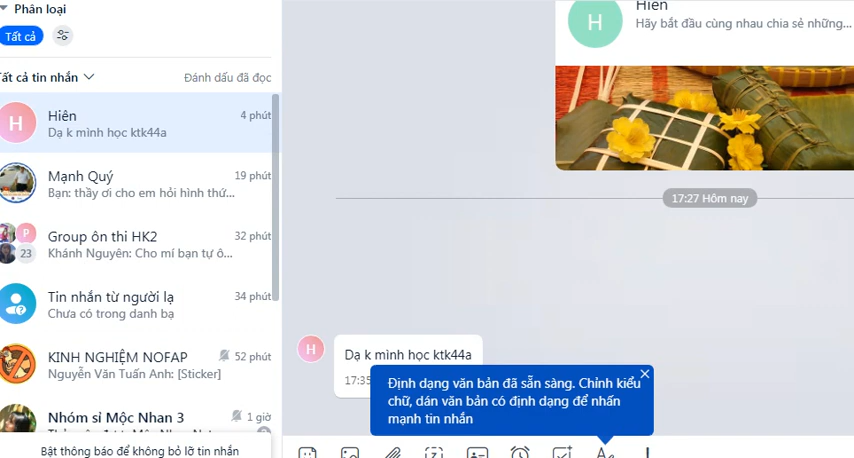 Phân loại
Tất cả
Tất cả tin nhắn
Đánh dấu đã đọc
H
Hiên
4 phút
Dạ k mình học ktk44a
Mạnh Quý
19 phút
Bạn: thầy ơi cho em hỏi hình thứ...
P
23
Group ôn thi HK2
32 phút
Khánh Nguyên: Cho mí bạn tự ô...
Tin nhắn từ người lạ
34 phút
Chưa có trong danh bạ
KINH NGHIỆM NOFAP
52 phút
Nguyễn Văn Tuấn Anh: [Sticker]
Nhóm sỉ Mộc Nhan 3
1 giờ
Bật thông báo để không bỏ lỡ tin nhắn
H
Hiên
Hãy bắt đầu cùng nhau chia sẻ những...
17:27 Hôm nay
H
Dạ k mình học ktk44a
17:35
Định dạng văn bản đã sẵn sàng. Chỉnh kiểu
chữ, dán văn bản có định dạng để nhấn
mạnh tin nhắn